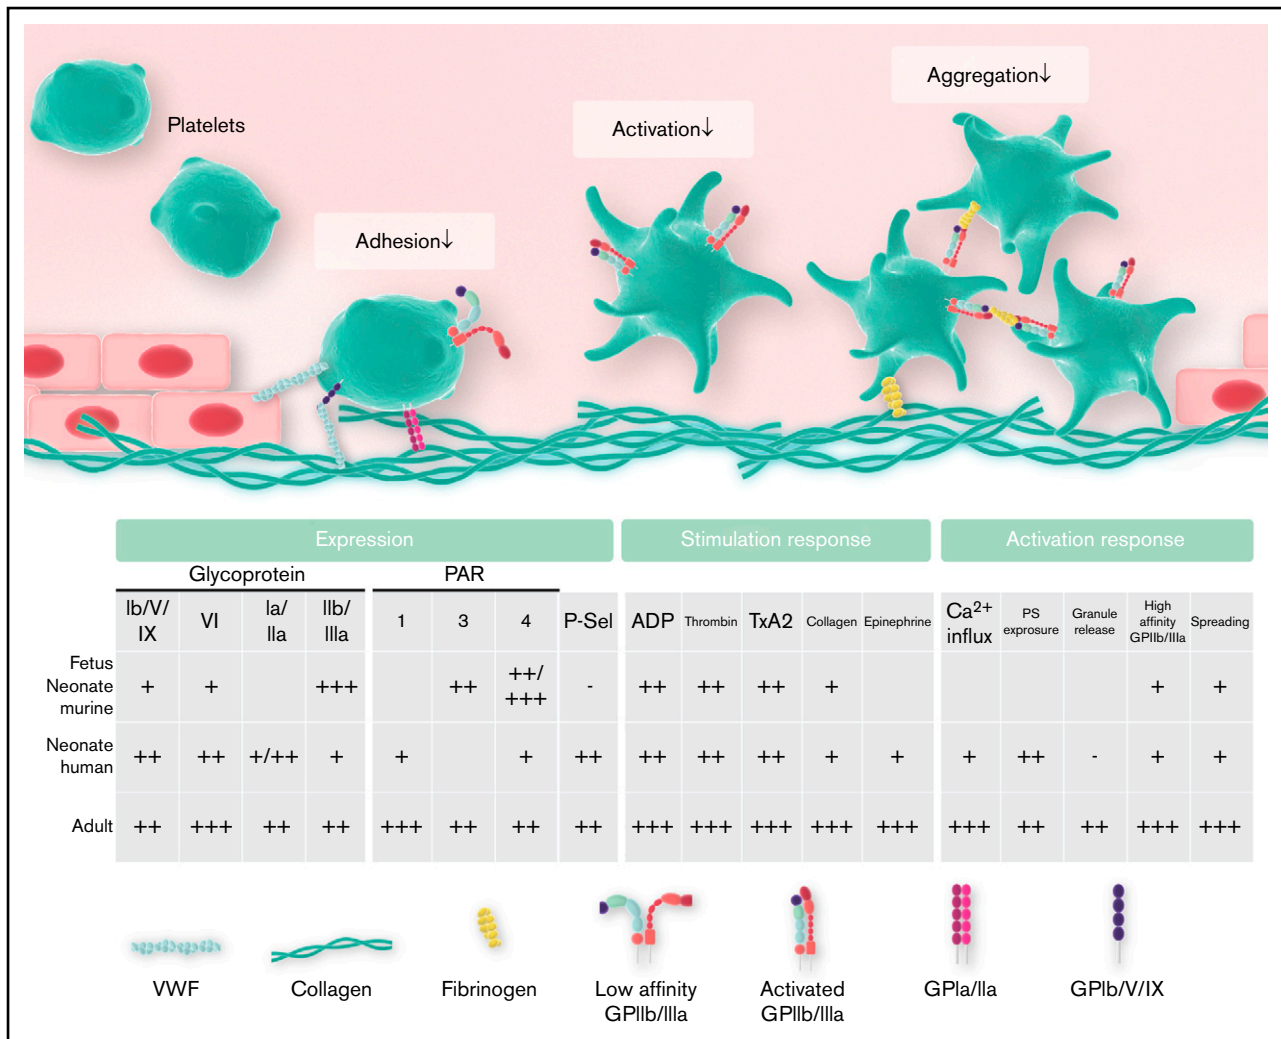 Platelets
Adhesion↓
Activation↓
Aggregation↓
Expression
Stimulation response
Activation response
Glycoprotein
PAR
Ib/V/
IX
VI
Ia/
IIa
IIb/
IIIa
1
3
4
P-Sel
ADP
Thrombin
TxA2
Collagen
Epinephrine
Ca²⁺
influx
PS
exprosure
Granule
release
High
affinity
GPIIb/IIIa
Spreading
Fetus
Neonate
murine
+ + +++ ++ ++/
+++ - ++ ++ ++ + + +
Neonate
human
++ ++ +/++ + + + ++ ++ ++ ++ + + + ++ - + +
Adult ++ +++ ++ ++ +++ ++ ++ ++ +++ +++ +++ +++ +++ +++ ++ ++ +++ +++
VWF
Collagen
Fibrinogen
Low affinity
GPIIb/IIIa
Activated
GPIIb/IIIa
GPIa/IIa
GPIb/V/IX